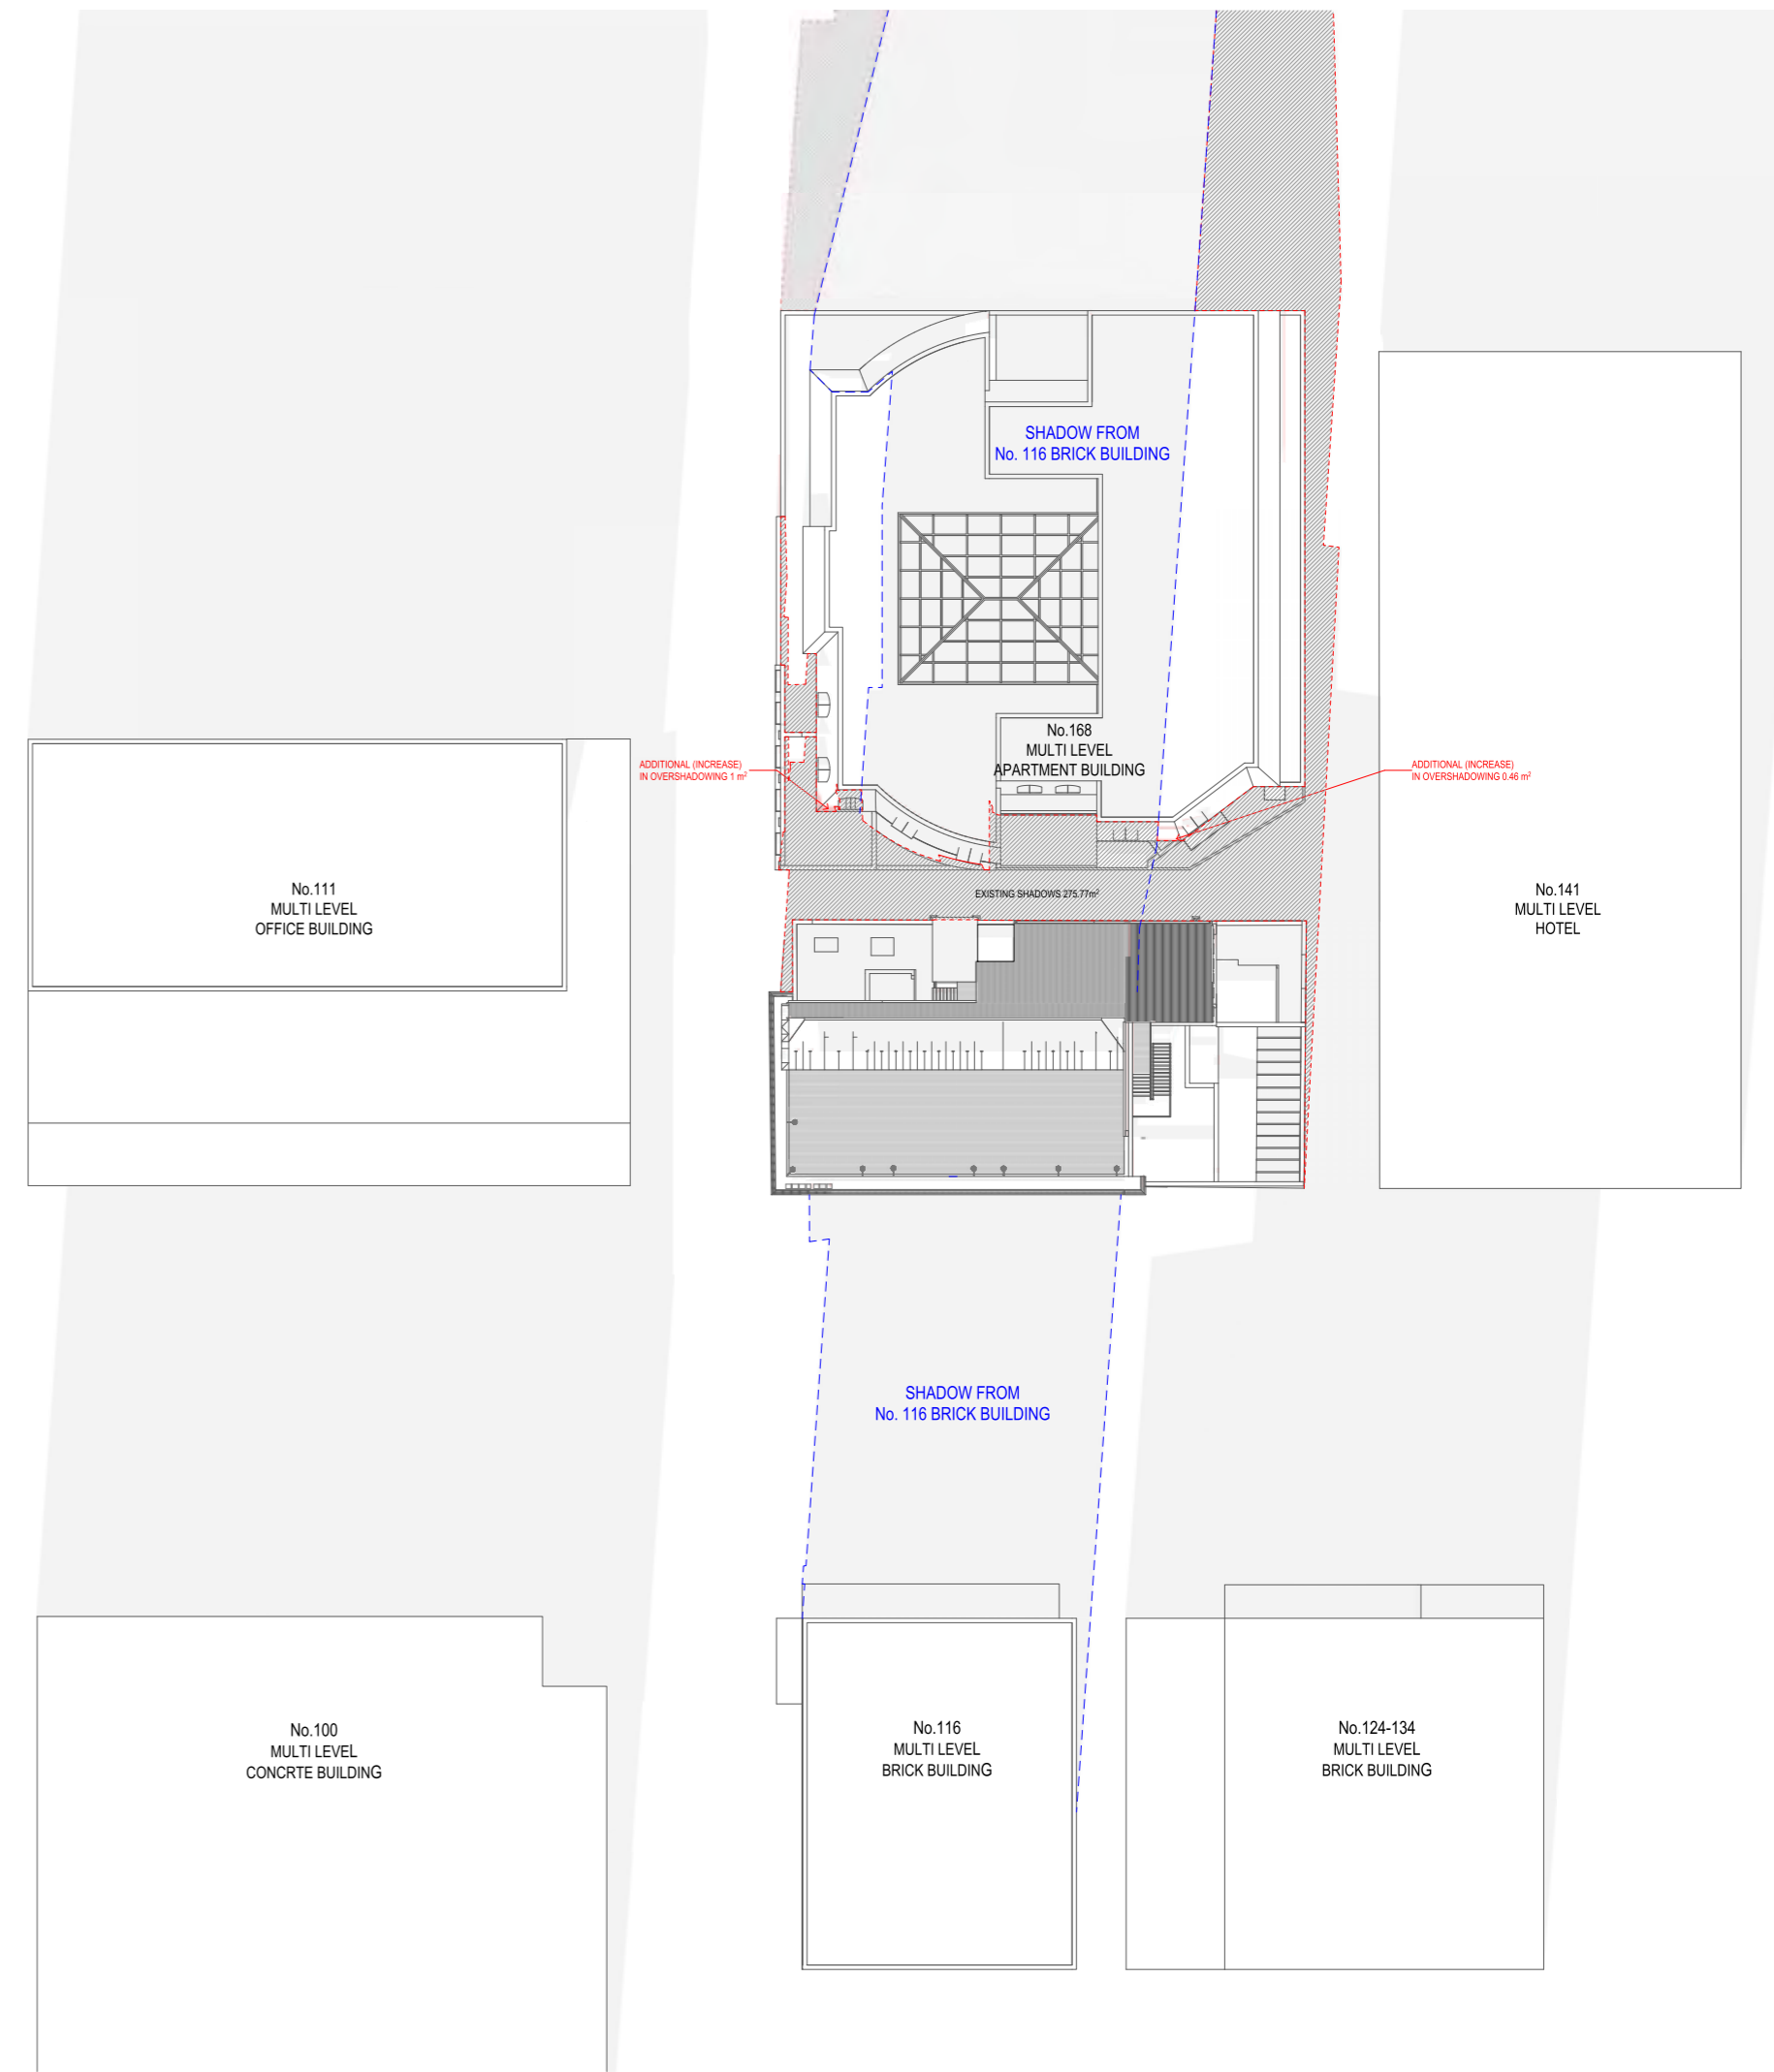 SHADOW FROM
No. 116 BRICK BUILDING
No.168
MULTI LEVEL
APARTMENT BUILDING
ADDITIONAL (INCREASE)
IN OVERSHADOWING 1 m²
ADDITIONAL (INCREASE)
IN OVERSHADOWING 0.46 m²
EXISTING SHADOWS 275.77m²
No.111
MULTI LEVEL
OFFICE BUILDING
No.141
MULTI LEVEL
HOTEL
SHADOW FROM
No. 116 BRICK BUILDING
No.100
MULTI LEVEL
CONCRTE BUILDING
No.116
MULTI LEVEL
BRICK BUILDING
No.124-134
MULTI LEVEL
BRICK BUILDING